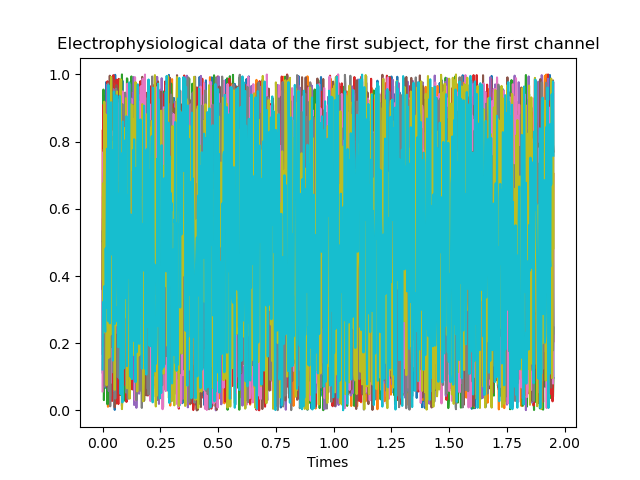 Electrophysiological data of the first subject, for the first channel
1.0
0.8
0.6
0.4
0.2
0.0
0.00 0.25 0.50 0.75 1.00 1.25 1.50 1.75 2.00
Times